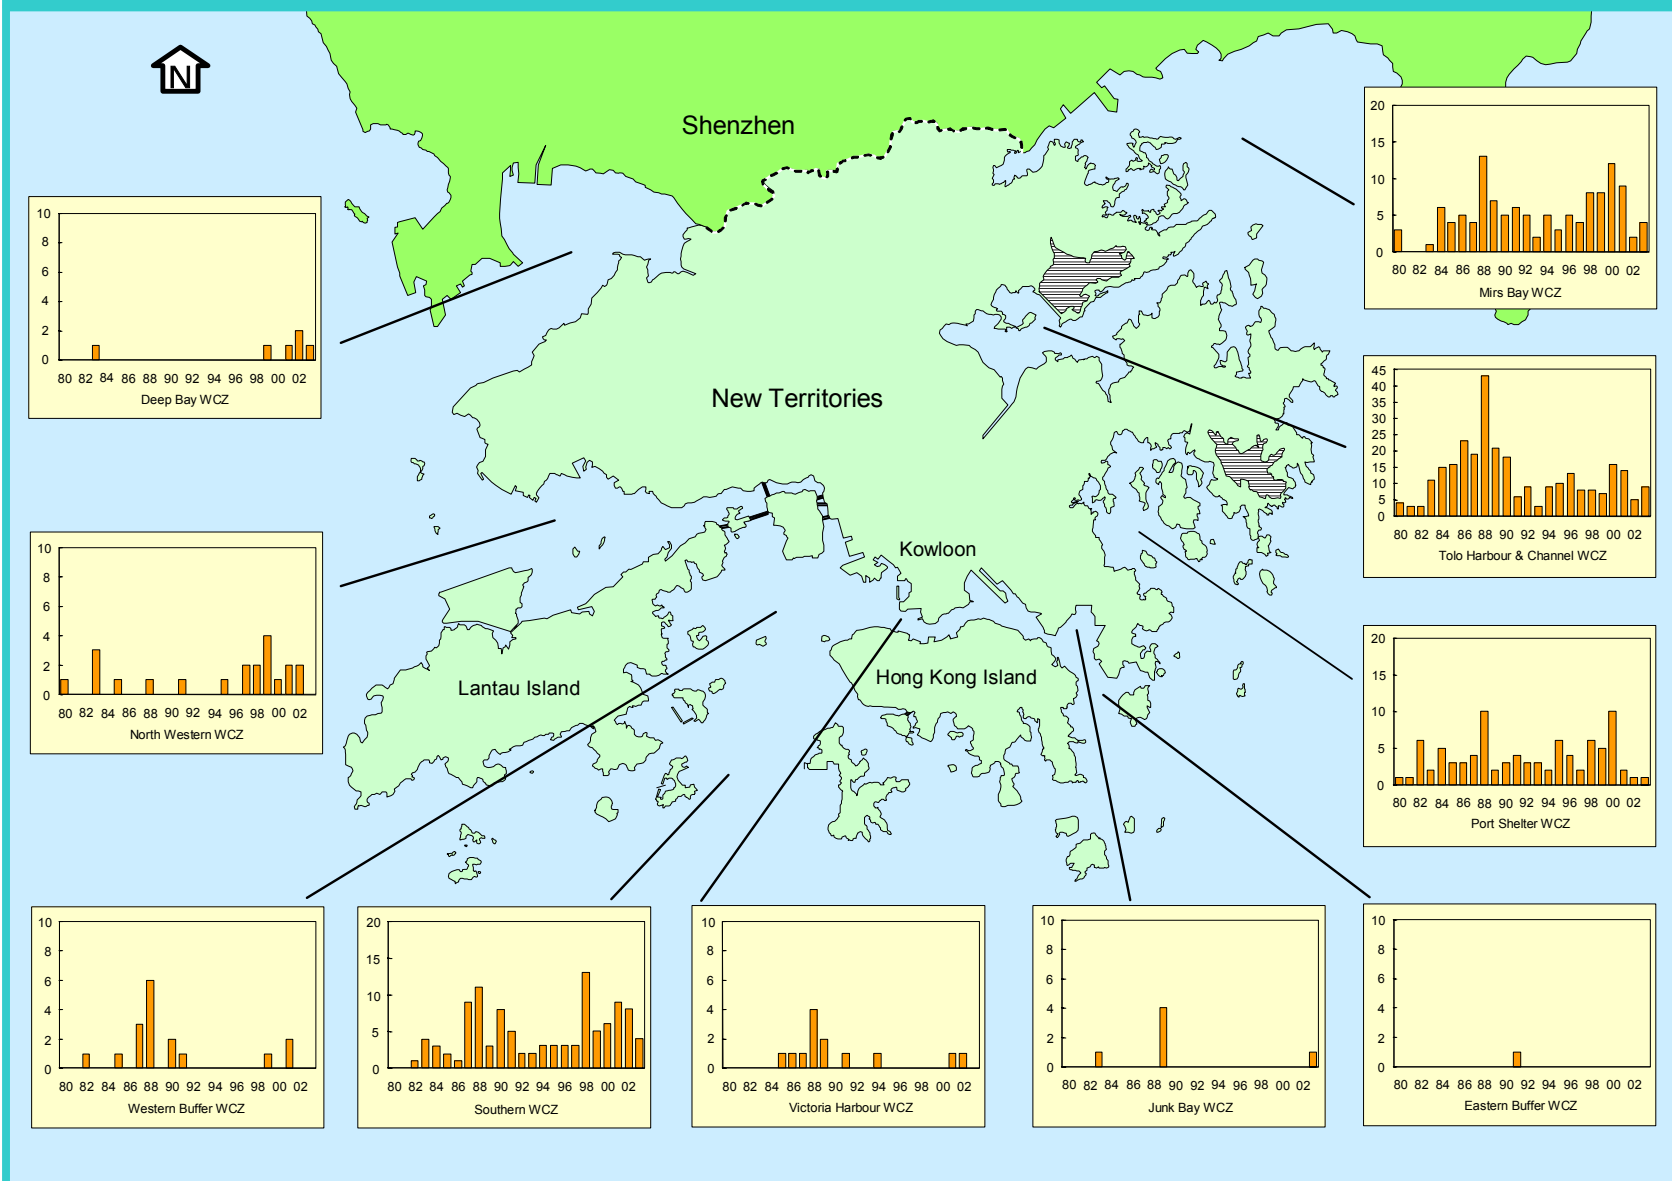 N
Shenzhen
New Territories
Kowloon
Hong Kong Island
Lantau Island
10
8
6
4
2
0
80 82 84 86 88 90 92 94 96 98 00 02
Deep Bay WCZ
10
8
6
4
2
0
80 82 84 86 88 90 92 94 96 98 00 02
North Western WCZ
10
8
6
4
2
0
80 82 84 86 88 90 92 94 96 98 00 02
Western Buffer WCZ
20
15
10
5
0
80 82 84 86 88 90 92 94 96 98 00 02
Southern WCZ
10
8
6
4
2
0
80 82 84 86 88 90 92 94 96 98 00 02
Victoria Harbour WCZ
10
8
6
4
2
0
80 82 84 86 88 90 92 94 96 98 00 02
Junk Bay WCZ
10
8
6
4
2
0
80 82 84 86 88 90 92 94 96 98 00 02
Eastern Buffer WCZ
20
15
10
5
0
80 82 84 86 88 90 92 94 96 98 00 02
Mirs Bay WCZ
45
40
35
30
25
20
15
10
5
0
80 82 84 86 88 90 92 94 96 98 00 02
Tolo Harbour & Channel WCZ
20
15
10
5
0
80 82 84 86 88 90 92 94 96 98 00 02
Port Shelter WCZ